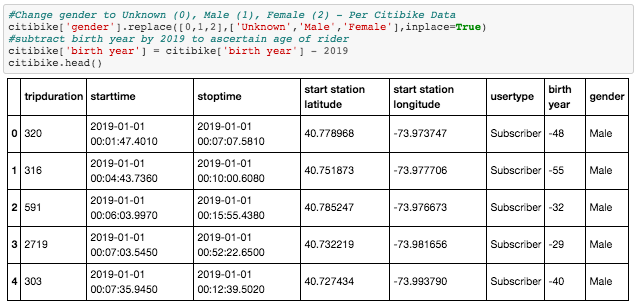 #Change gender to Unknown (0), Male (1), Female (2) - Per Citibike Data
citibike['gender'].replace([0,1,2],['Unknown','Male','Female'],inplace=True)
#subtract birth year by 2019 to ascertain age of rider
citibike['birth year'] = citibike['birth year'] - 2019
citibike.head()
tripduration starttime stoptime start station latitude start station longitude usertype birth year gender
0 320 2019-01-01 00:01:47.4010 2019-01-01 00:07:07.5810 40.778968 -73.973747 Subscriber -48 Male
1 316 2019-01-01 00:04:43.7360 2019-01-01 00:10:00.6080 40.751873 -73.977706 Subscriber -55 Male
2 591 2019-01-01 00:06:03.9970 2019-01-01 00:15:55.4380 40.785247 -73.976673 Subscriber -32 Male
3 2719 2019-01-01 00:07:03.5450 2019-01-01 00:52:22.6500 40.732219 -73.981656 Subscriber -29 Male
4 303 2019-01-01 00:07:35.9450 2019-01-01 00:12:39.5020 40.727434 -73.993790 Subscriber -40 Male